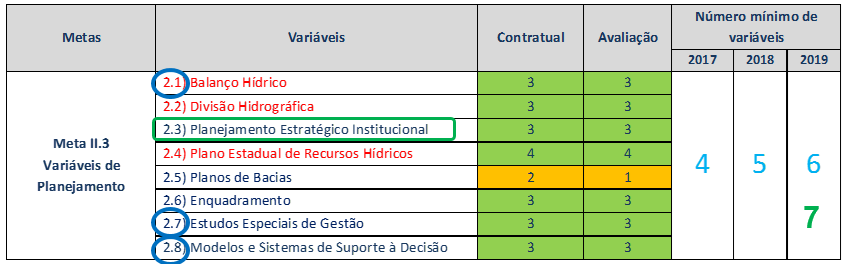 Metas Variáveis Contratual Avaliação Número mínimo de variáveis
2017 2018 2019
Meta II.3 Variáveis de Planejamento
2.1) Balanço Hídrico 3 3
2.2) Divisão Hidrográfica 3 3
2.3) Planejamento Estratégico Institucional 3 3
2.4) Plano Estadual de Recursos Hídricos 4 4
2.5) Planos de Bacias 2 1
2.6) Enquadramento 3 3
2.7) Estudos Especiais de Gestão 3 3
2.8) Modelos e Sistemas de Suporte à Decisão 3 3
4 5 6
7